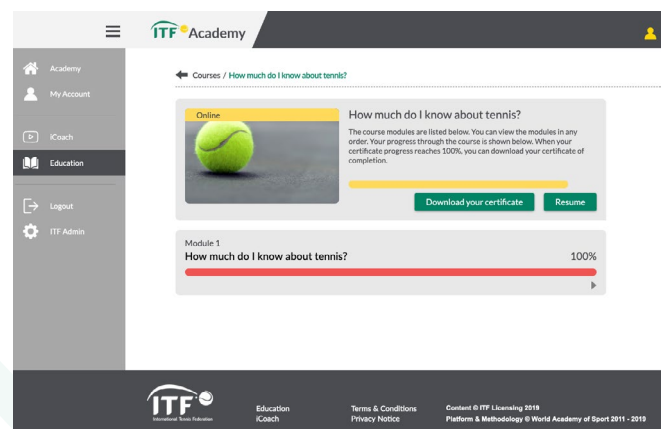 ITF Academy
Academy
My Account
iCoach
Education
Logout
ITF Admin
Courses / How much do I know about tennis?
Online
How much do I know about tennis?
The course modules are listed below. You can view the modules in any
order. Your progress through the course is shown below. When your
certificate progress reaches 100%, you can download your certificate of
completion.
Download your certificate
Resume
Module 1
How much do I know about tennis?
100%
ITF
International Tennis Federation
Education
iCoach
Terms & Conditions
Privacy Notice
Content © ITF Licensing 2019
Platform & Methodology © World Academy of Sport 2011 - 2019